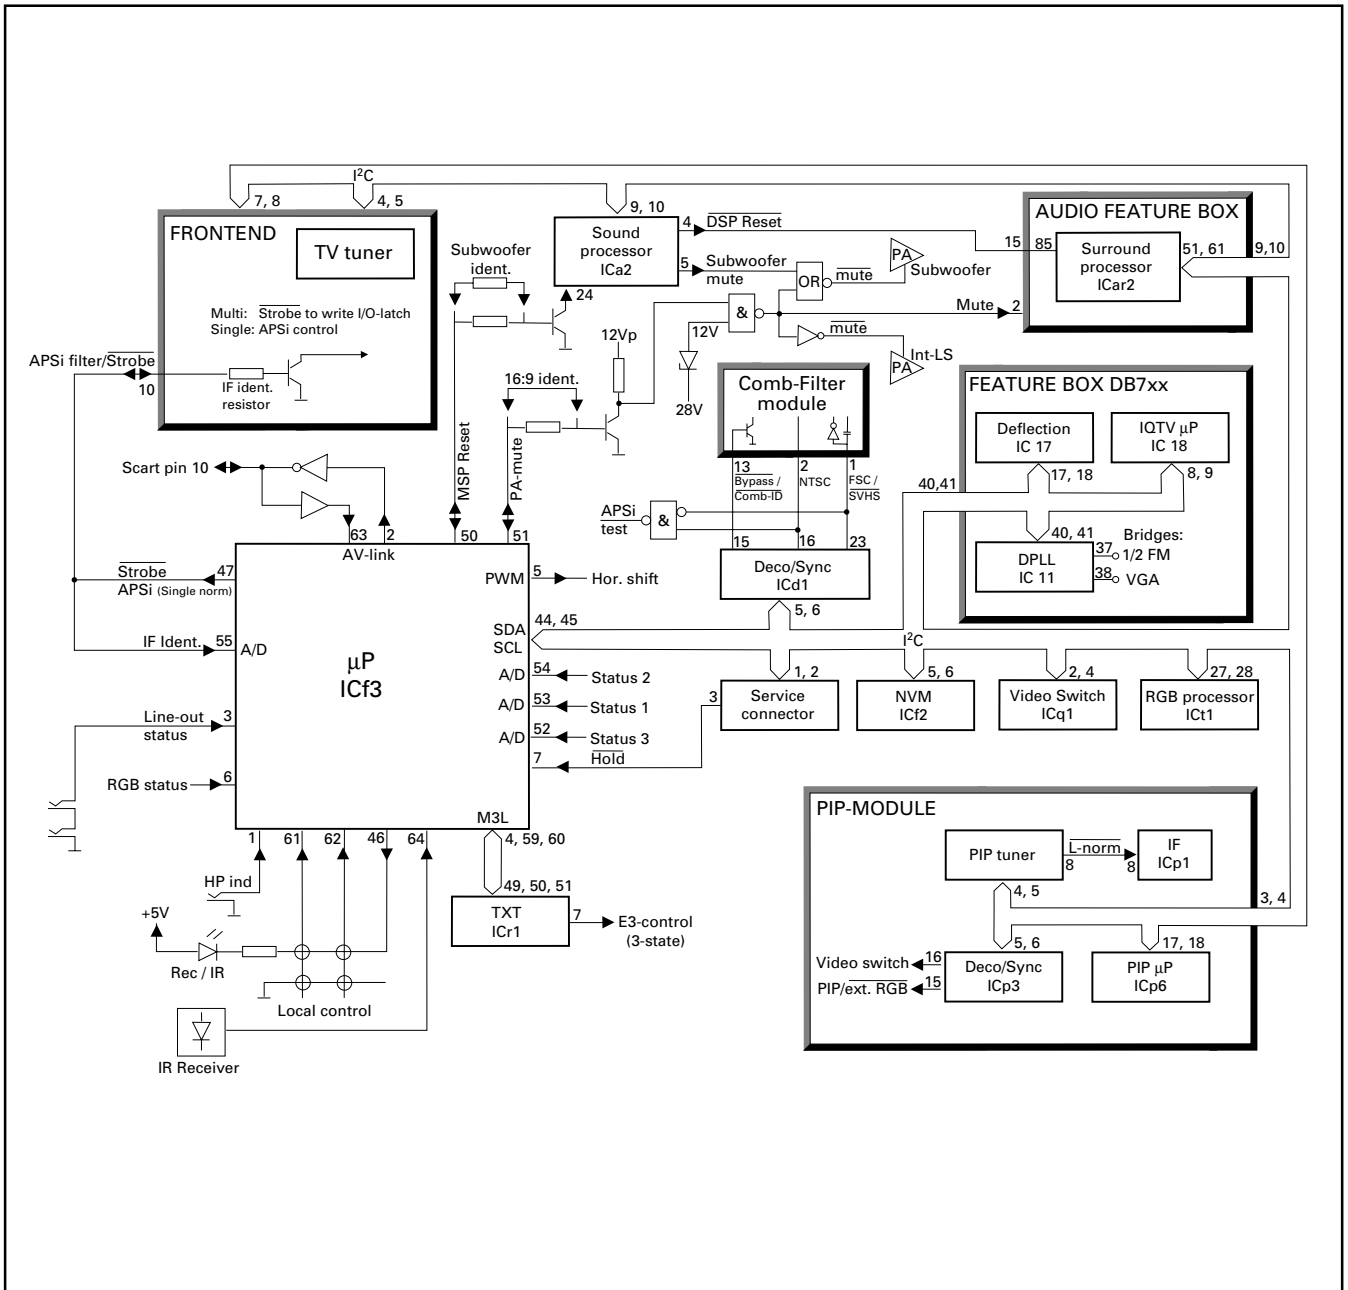 I²C
7, 8
4, 5
FRONTEND
TV tuner
Multi: Strobe to write I/O-latch
Single: APSi control
APSi filter/Strobe
10
IF ident.
resistor
Subwoofer
ident.
9, 10
Sound
processor
ICa2
4
DSP Reset
5
Subwoofer
mute
24
OR
mute
PA
Subwoofer
&
12V
28V
mute
Int-LS
PA
Mute
2
AUDIO FEATURE BOX
15
85
Surround
processor
ICar2
51, 61
9,10
12Vp
16:9 ident.
MSP Reset
PA-mute
Comb-Filter
module
13
Bypass /
Comb-ID
2
NTSC
1
FSC /
SVHS
APSi
test
&
15
16
23
Deco/Sync
ICd1
5, 6
FEATURE BOX DB7xx
Deflection
IC 17
17, 18
IQTV µP
IC 18
8, 9
40,41
40, 41
DPLL
IC 11
37
38
Bridges:
1/2 FM
VGA
Scart pin 10
63
2
50
51
AV-link
Strobe
47
APSi (Single norm)
IF Ident.
55
A/D
µP
ICf3
PWM
5
Hor. shift
SDA
SCL
44, 45
I²C
A/D
54
Status 2
A/D
53
Status 1
A/D
52
Status 3
7
Hold
Line-out
status
3
RGB status
6
3
1, 2
Service
connector
5, 6
NVM
ICf2
2, 4
Video Switch
ICq1
27, 28
RGB processor
ICt1
M3L
1
61
62
46
64
4, 59, 60
HP ind
+5V
Rec / IR
Local control
IR Receiver
49, 50, 51
TXT
ICr1
7
E3-control
(3-state)
PIP-MODULE
PIP tuner
L-norm
8
8
IF
ICp1
4, 5
3, 4
5, 6
17, 18
Video switch
16
PIP/ext. RGB
15
Deco/Sync
ICp3
PIP µP
ICp6